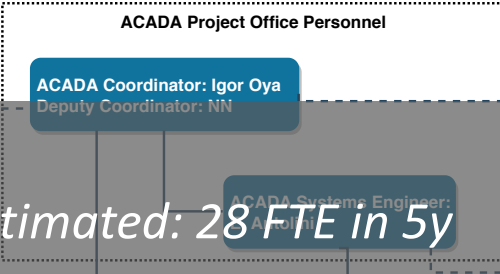 ACADA Project Office Personnel
ACADA Coordinator: Igor Oya
Deputy Coordinator: NN
ACADA Systems Engineer:
Antolini
timated: 28 FTE in 5y